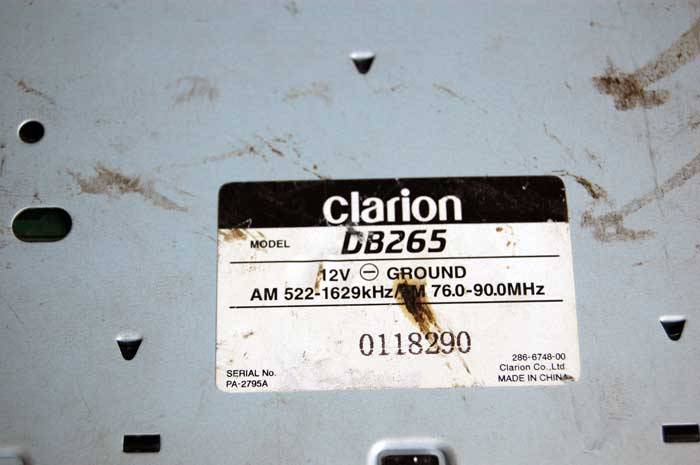 clarion
MODEL DB265
12V ⊖ GROUND
AM 522-1629kHz/ M 76.0-90.0MHz
0118290
SERIAL No.
PA-2795A
286-6748-00
Clarion Co., Ltd.
MADE IN CHINA